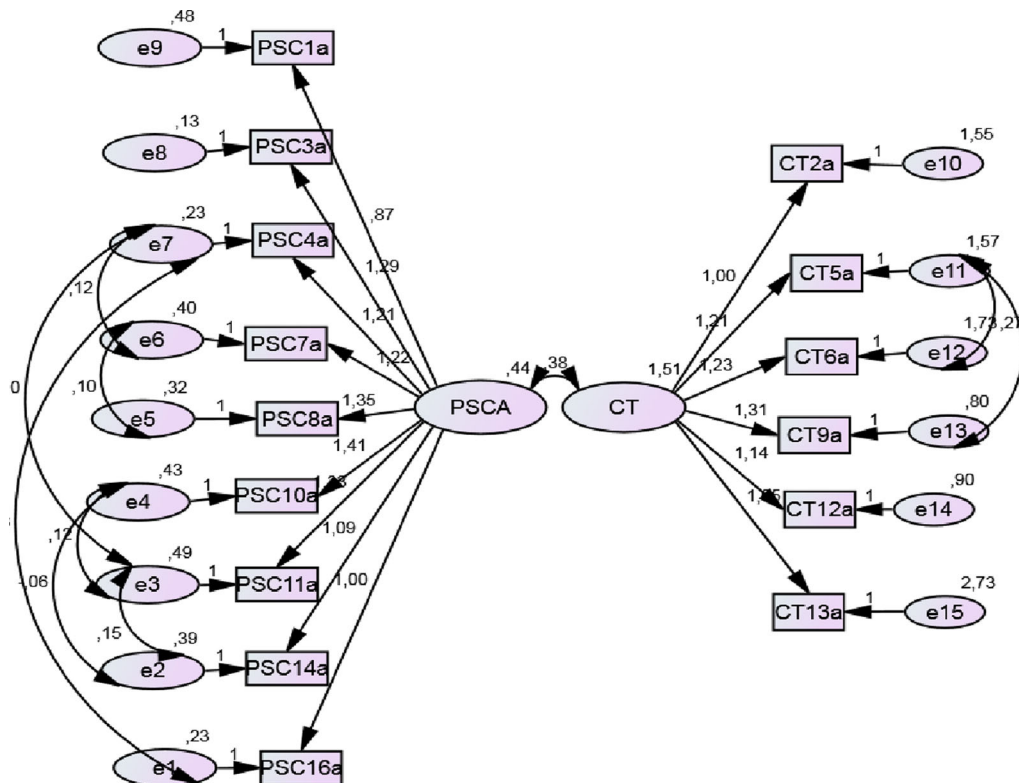 ,48
e9
1
PSC1a
,13
e8
1
PSC3a
1,55
CT2a
1
e10
,87
,23
e7
1
PSC4a
1,57
CT5a
1
e11
1,29
1,00
,12
1,21
1,21
,40
e6
1
PSC7a
1,73
CT6a
1
e12
1,22
1,23
,44
,38
1,51
,10
,32
e5
1
PSC8a
1,35
PSCA
CT
1,31
CT9a
1
,80
e13
1,41
1,14
,43
e4
1
PSC10a
,90
CT12a
1
e14
,12
1,09
,06
,49
e3
1
PSC11a
1,00
2,73
CT13a
1
e15
,15
,39
e2
1
PSC14a
,23
e1
1
PSC16a